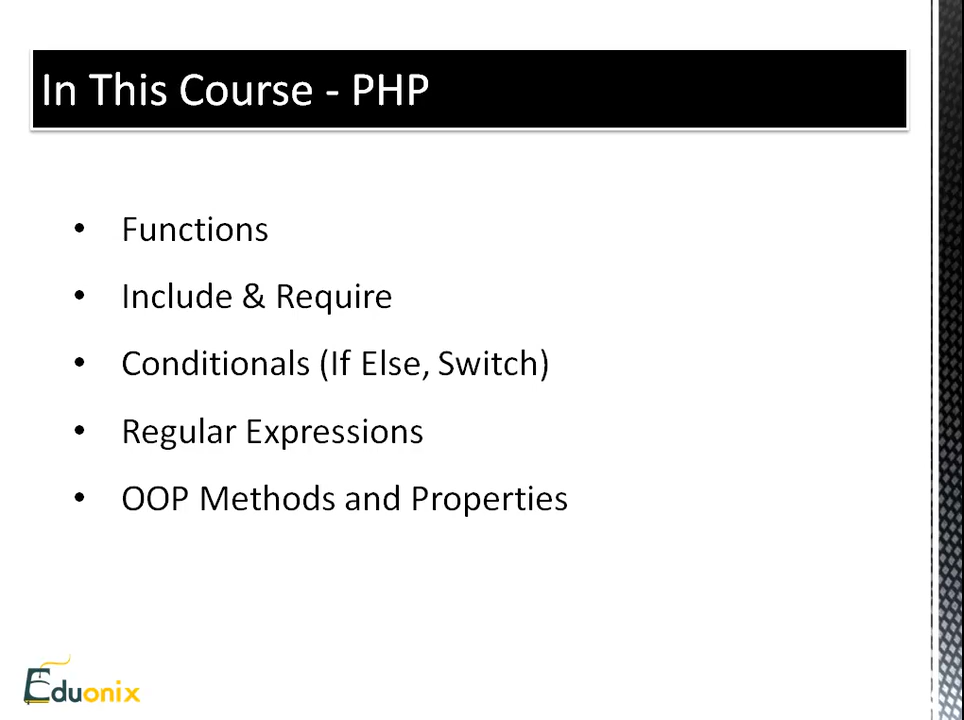 In This Course - PHP
• Functions
• Include & Require
• Conditionals (If Else, Switch)
• Regular Expressions
• OOP Methods and Properties
Eduonix